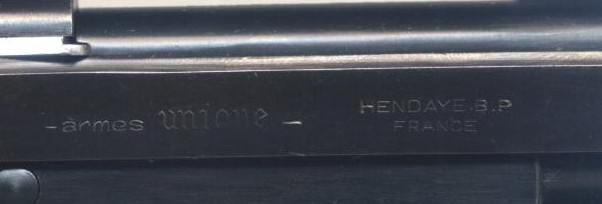 -armes unique-
HENDAYE.B.P
FRANCE